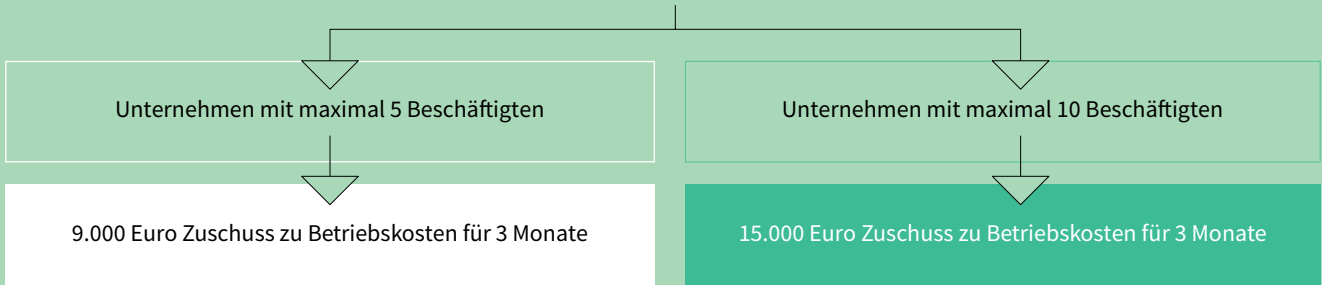 Unternehmen mit maximal 5 Beschäftigten
Unternehmen mit maximal 10 Beschäftigten
9.000 Euro Zuschuss zu Betriebskosten für 3 Monate
15.000 Euro Zuschuss zu Betriebskosten für 3 Monate